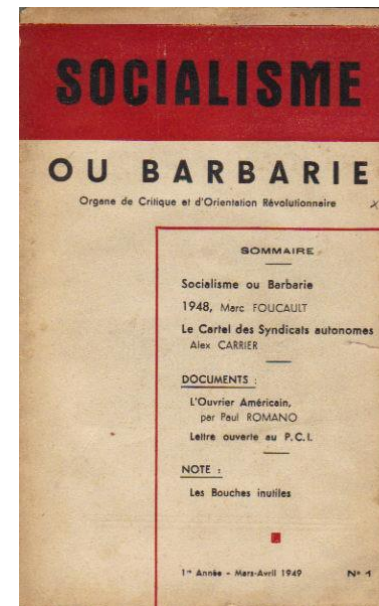 SOCIALISME
OU BARBARIE
Organe de Critique et d'Orientation Révolutionnaire
SOMMAIRE
Socialisme ou Barbarie
1948, Marc FOUCAULT
Le Cartel des Syndicats autonomes
Alex CARRIER
DOCUMENTS :
L'Ouvrier Américain,
par Paul ROMANO
Lettre ouverte au P.C.I.
NOTE :
Les Bouches inutiles
1re Année - Mars-Avril 1949 N° 1